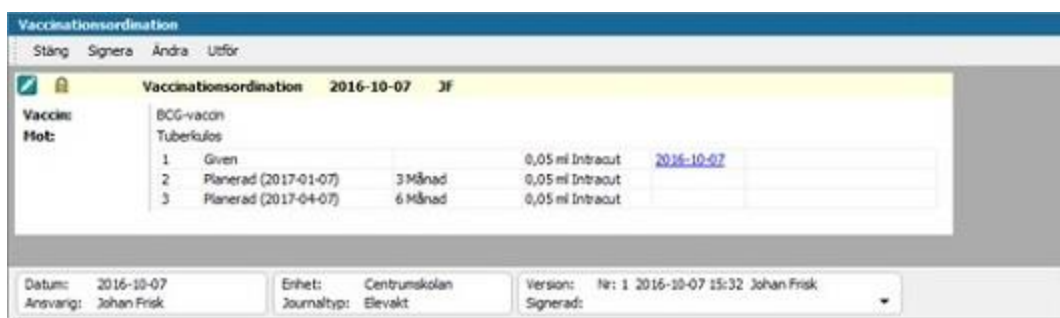 Vaccinationsordination
Stäng Signera Ändra Utför
Vaccinationsordination 2016-10-07 JF
Vaccin: BCG-vaccin
Mot: Tuberkulos
1 Given 0,05 ml Intracut 2016-10-07
2 Planerad (2017-01-07) 3 Månad 0,05 ml Intracut
3 Planerad (2017-04-07) 6 Månad 0,05 ml Intracut
Datum: 2016-10-07 Enhet: Centrumskolan Version: Nr: 1 2016-10-07 15:32 Johan Frisk
Ansvarig: Johan Frisk Journaltyp: Elevakt Signerad: